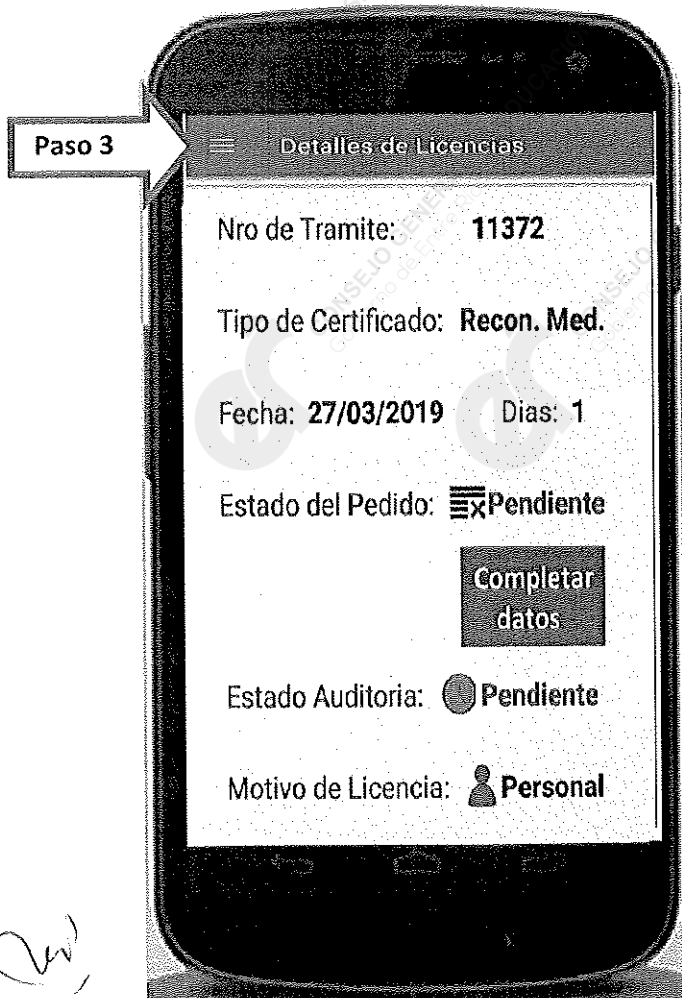 Paso 3
Detalles de Licencias
Nro de Tramite: 11372
Tipo de Certificado: Recon. Med.
Fecha: 27/03/2019 Dias: 1
Estado del Pedido: Pendiente
Completar
datos
Estado Auditoria: Pendiente
Motivo de Licencia: Personal